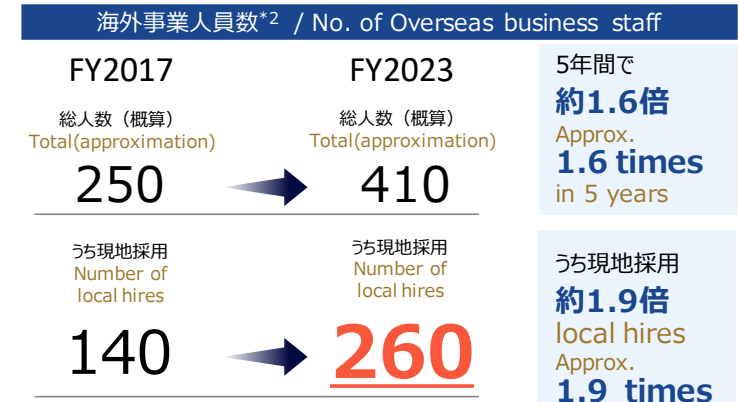 海外事業人員数*2 / No. of Overseas business staff
FY2017
FY2023
総人数（概算）
Total(approximation)
総人数（概算）
Total(approximation)
250
410
5年間で
約1.6倍
Approx.
1.6 times
in 5 years
うち現地採用
Number of
local hires
うち現地採用
Number of
local hires
140
260
うち現地採用
約1.9倍
local hires
Approx.
1.9 times